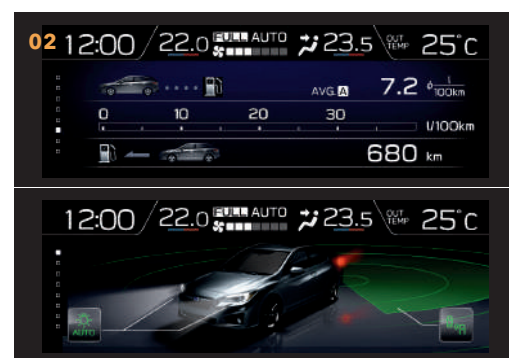 02
12:00 22.0 FULL AUTO 23.5 OUT TEMP 25°C
AVG. A 7.2 l/100km
0 10 20 30 l/100km
680 km
12:00 22.0 FULL AUTO 23.5 OUT TEMP 25°C
AUTO